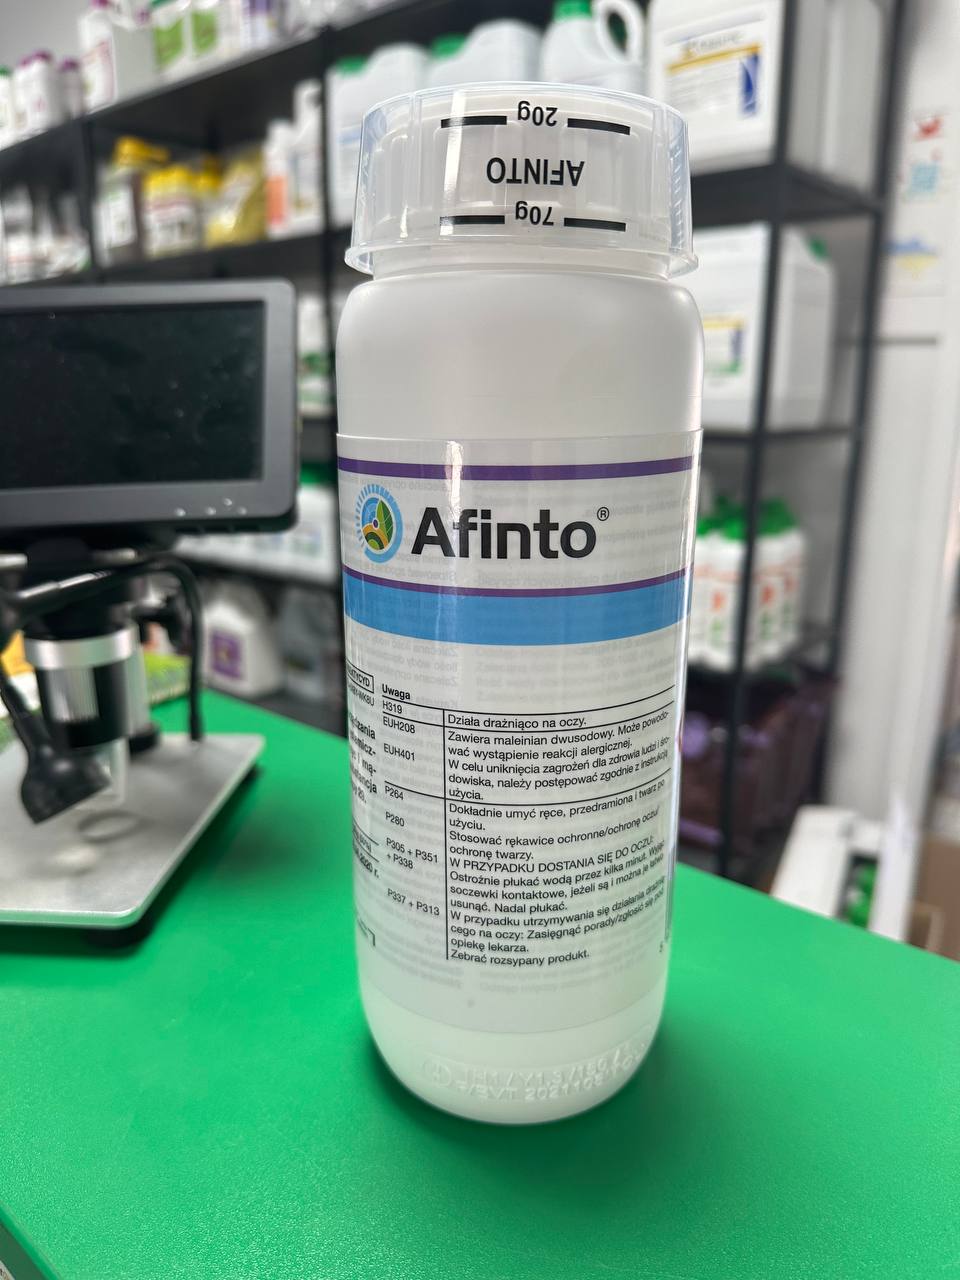 20g
AFINTO
70g
Afinto®
Uwaga
H319
Działa drażniąco na oczy.
EUH208
Zawiera maleinian dwusodowy. Może powodo-
wać wystąpienie reakcji alergicznej.
EUH401
W celu uniknięcia zagrożeń dla zdrowia ludzi i śro-
dowiska, należy postępować zgodnie z instrukcją
użycia.
P264
Dokładnie umyć ręce, przedramiona i twarz po
użyciu.
P280
Stosować rękawice ochronne/ochronę oczu/
ochronę twarzy.
P305 + P351
+ P338
W PRZYPADKU DOSTANIA SIĘ DO OCZU:
Ostrożnie płukać wodą przez kilka minut. Wyjąć
soczewki kontaktowe, jeżeli są i można je łatwo
usunąć. Nadal płukać.
P337 + P313
W przypadku utrzymywania się działania drażnią-
cego na oczy: Zasięgnąć porady/zgłosić się pod
opiekę lekarza.
Zebrać rozsypany produkt.